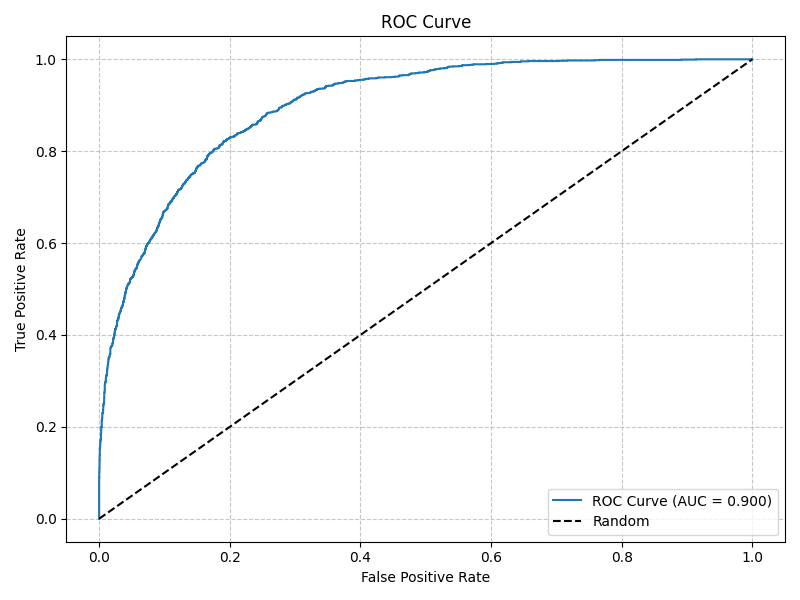 ROC Curve
1.0
0.8
0.6
0.4
0.2
0.0
True Positive Rate
0.0 0.2 0.4 0.6 0.8 1.0
False Positive Rate
ROC Curve (AUC = 0.900)
Random